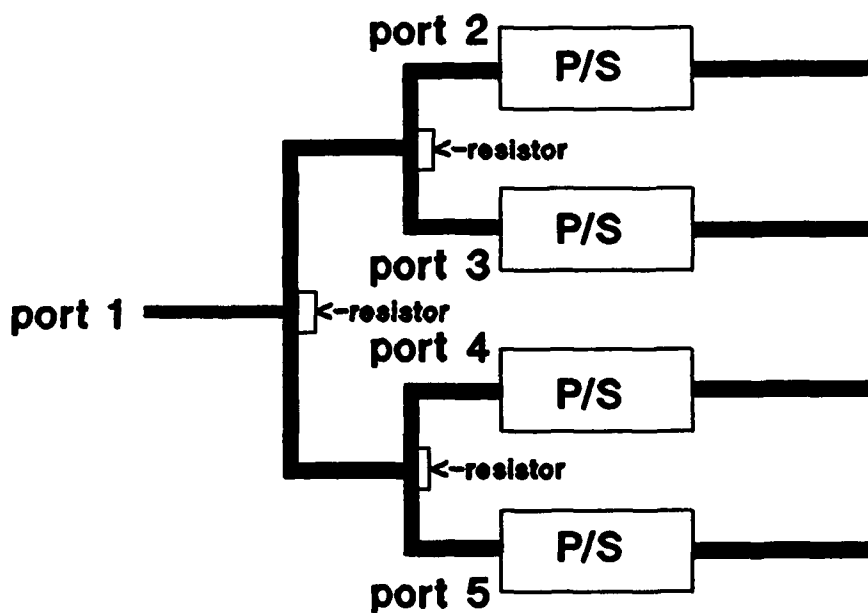 port 2
P/S
<-resistor
P/S
port 3
port 1
<-resistor
port 4
P/S
<-resistor
P/S
port 5